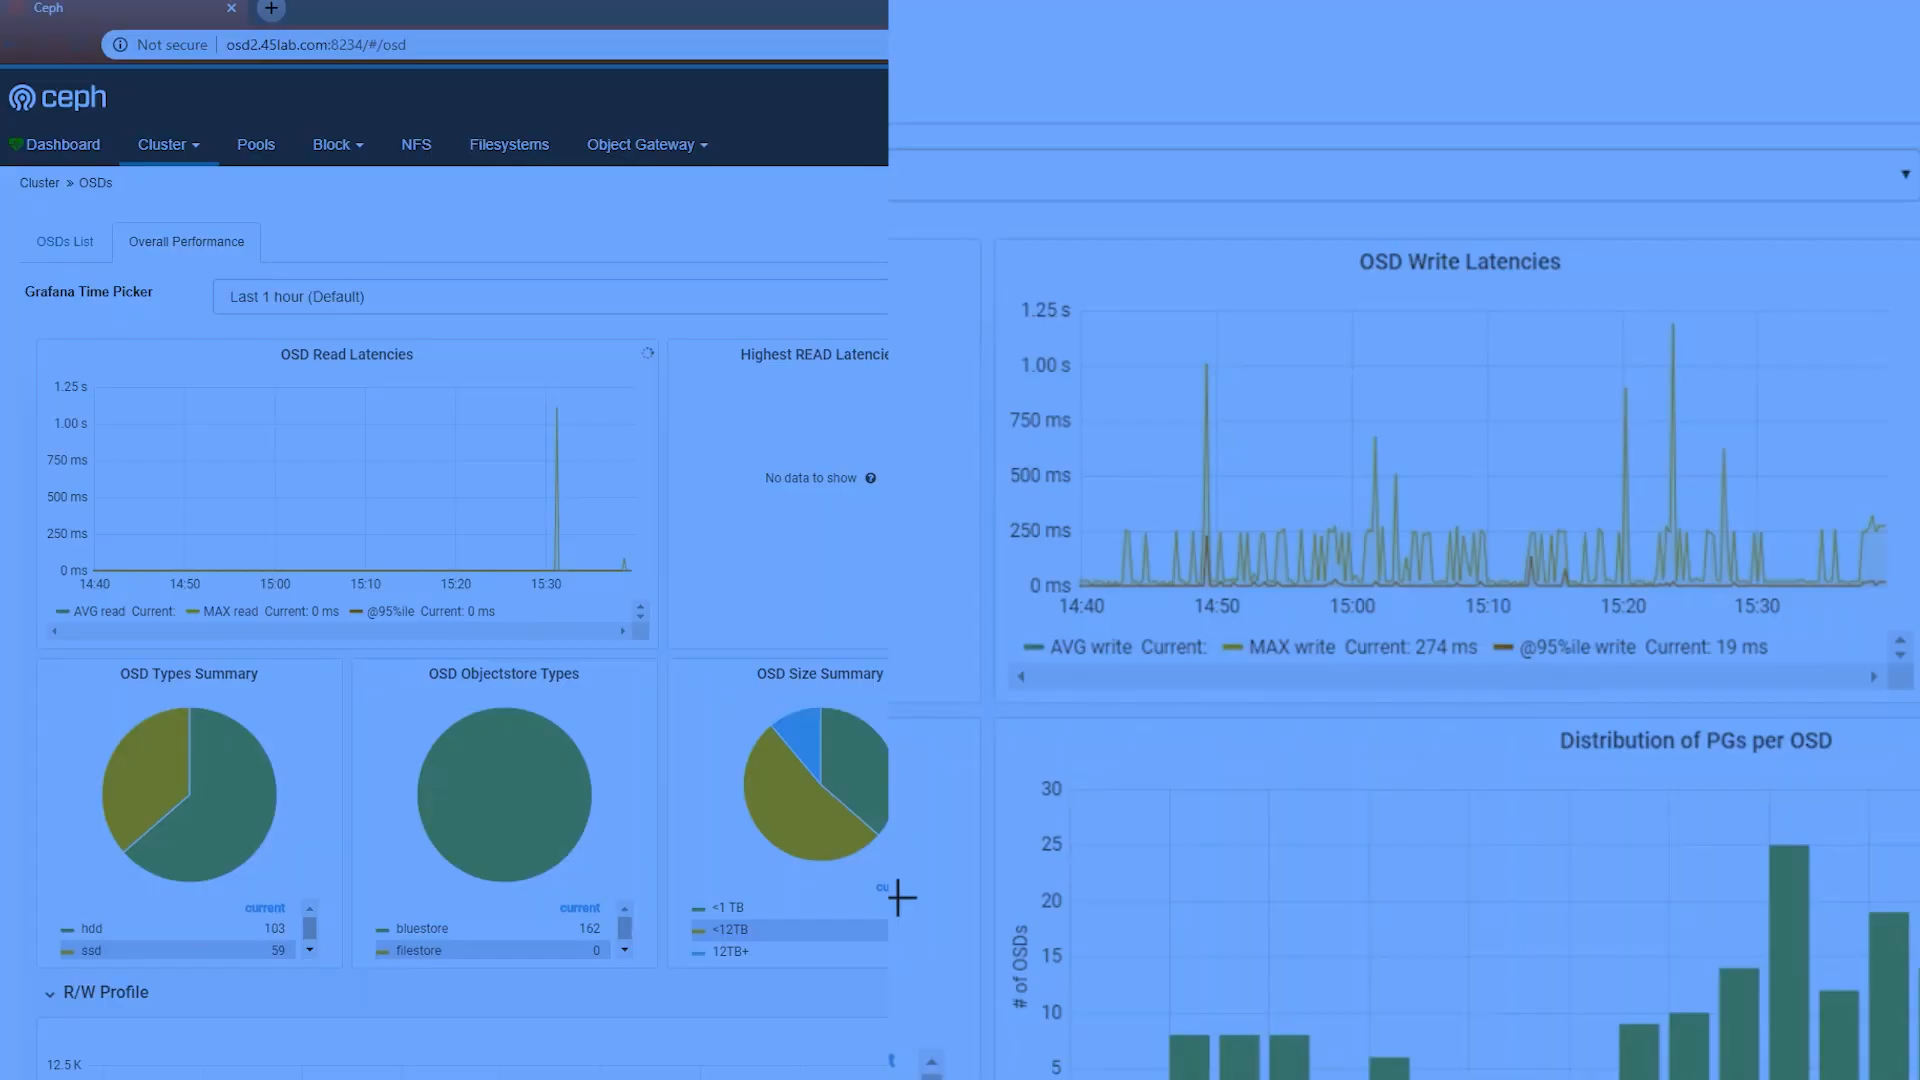 Ceph
Not secure osd2.45lab.com:8234/#/osd
ceph
Dashboard Cluster Pools Block NFS Filesystems Object Gateway
Cluster » OSDs
OSDs List Overall Performance
Grafana Time Picker Last 1 hour (Default)
OSD Read Latencies
1.25 s
1.00 s
750 ms
500 ms
250 ms
0 ms
14:40 14:50 15:00 15:10 15:20 15:30
AVG read Current: MAX read Current: 0 ms @95%ile Current: 0 ms
Highest READ Latencie
No data to show
OSD Write Latencies
1.25 s
1.00 s
750 ms
500 ms
250 ms
0 ms
14:40 14:50 15:00 15:10 15:20 15:30
AVG write Current: MAX write Current: 274 ms @95%ile write Current: 19 ms
OSD Types Summary
current
hdd 103
ssd 59
OSD Objectstore Types
current
bluestore 162
filestore 0
OSD Size Summary
cu
<1 TB
<12TB
12TB+
Distribution of PGs per OSD
# of OSDs
30
25
20
15
10
5
R/W Profile
12.5 K